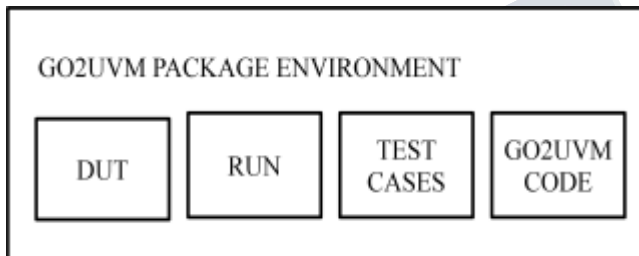 GO2UVM PACKAGE ENVIRONMENT
DUT
RUN
TEST
CASES
GO2UVM
CODE